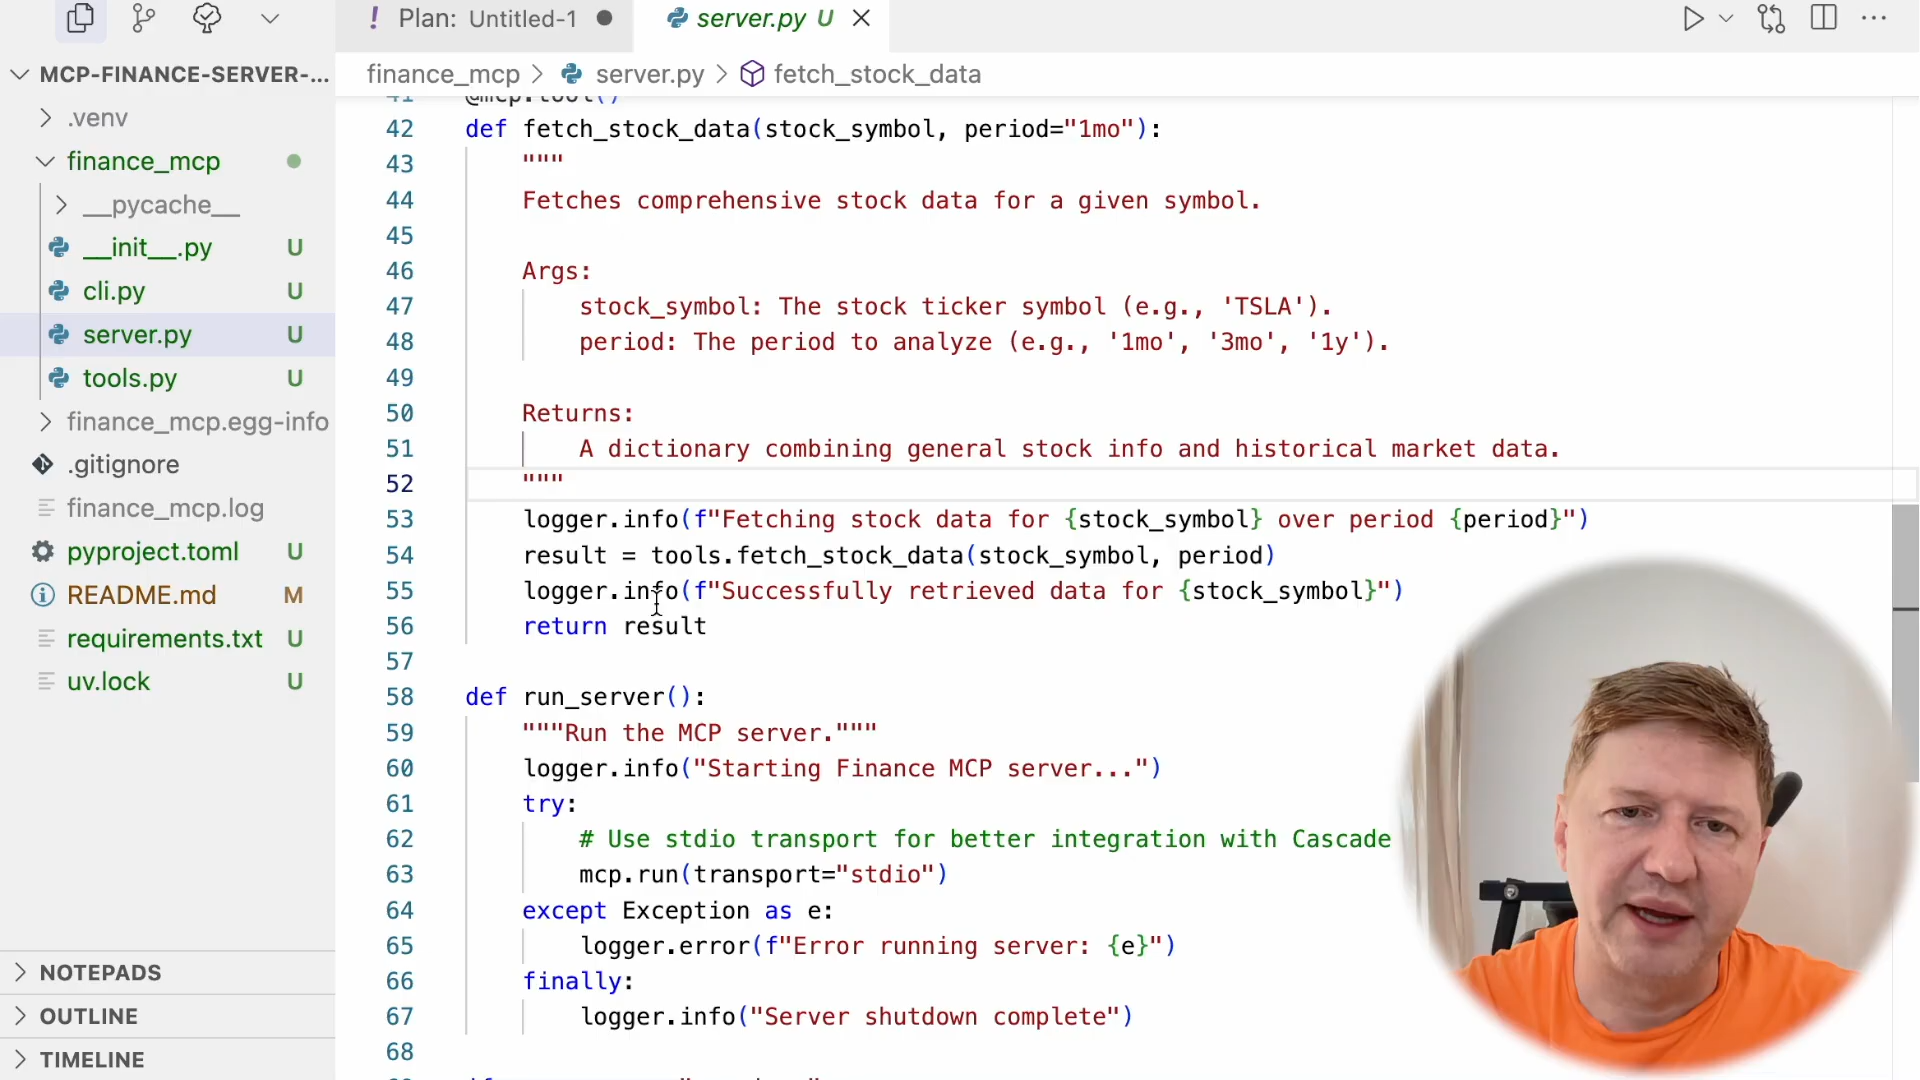 Plan: Untitled-1
server.py U
MCP-FINANCE-SERVER-...
.venv
finance_mcp
__pycache__
__init__.py U
cli.py U
server.py U
tools.py U
finance_mcp.egg-info
.gitignore
finance_mcp.log
pyproject.toml U
README.md M
requirements.txt U
uv.lock U
NOTEPADS
OUTLINE
TIMELINE
finance_mcp > server.py > fetch_stock_data
41 @mcp.tool()
42 def fetch_stock_data(stock_symbol, period="1mo"):
43 """
44 Fetches comprehensive stock data for a given symbol.
45
46 Args:
47 stock_symbol: The stock ticker symbol (e.g., 'TSLA').
48 period: The period to analyze (e.g., '1mo', '3mo', '1y').
49
50 Returns:
51 A dictionary combining general stock info and historical market data.
52 """
53 logger.info(f"Fetching stock data for {stock_symbol} over period {period}")
54 result = tools.fetch_stock_data(stock_symbol, period)
55 logger.info(f"Successfully retrieved data for {stock_symbol}")
56 return result
57
58 def run_server():
59 """Run the MCP server."""
60 logger.info("Starting Finance MCP server...")
61 try:
62 # Use stdio transport for better integration with Cascade
63 mcp.run(transport="stdio")
64 except Exception as e:
65 logger.error(f"Error running server: {e}")
66 finally:
67 logger.info("Server shutdown complete")
68